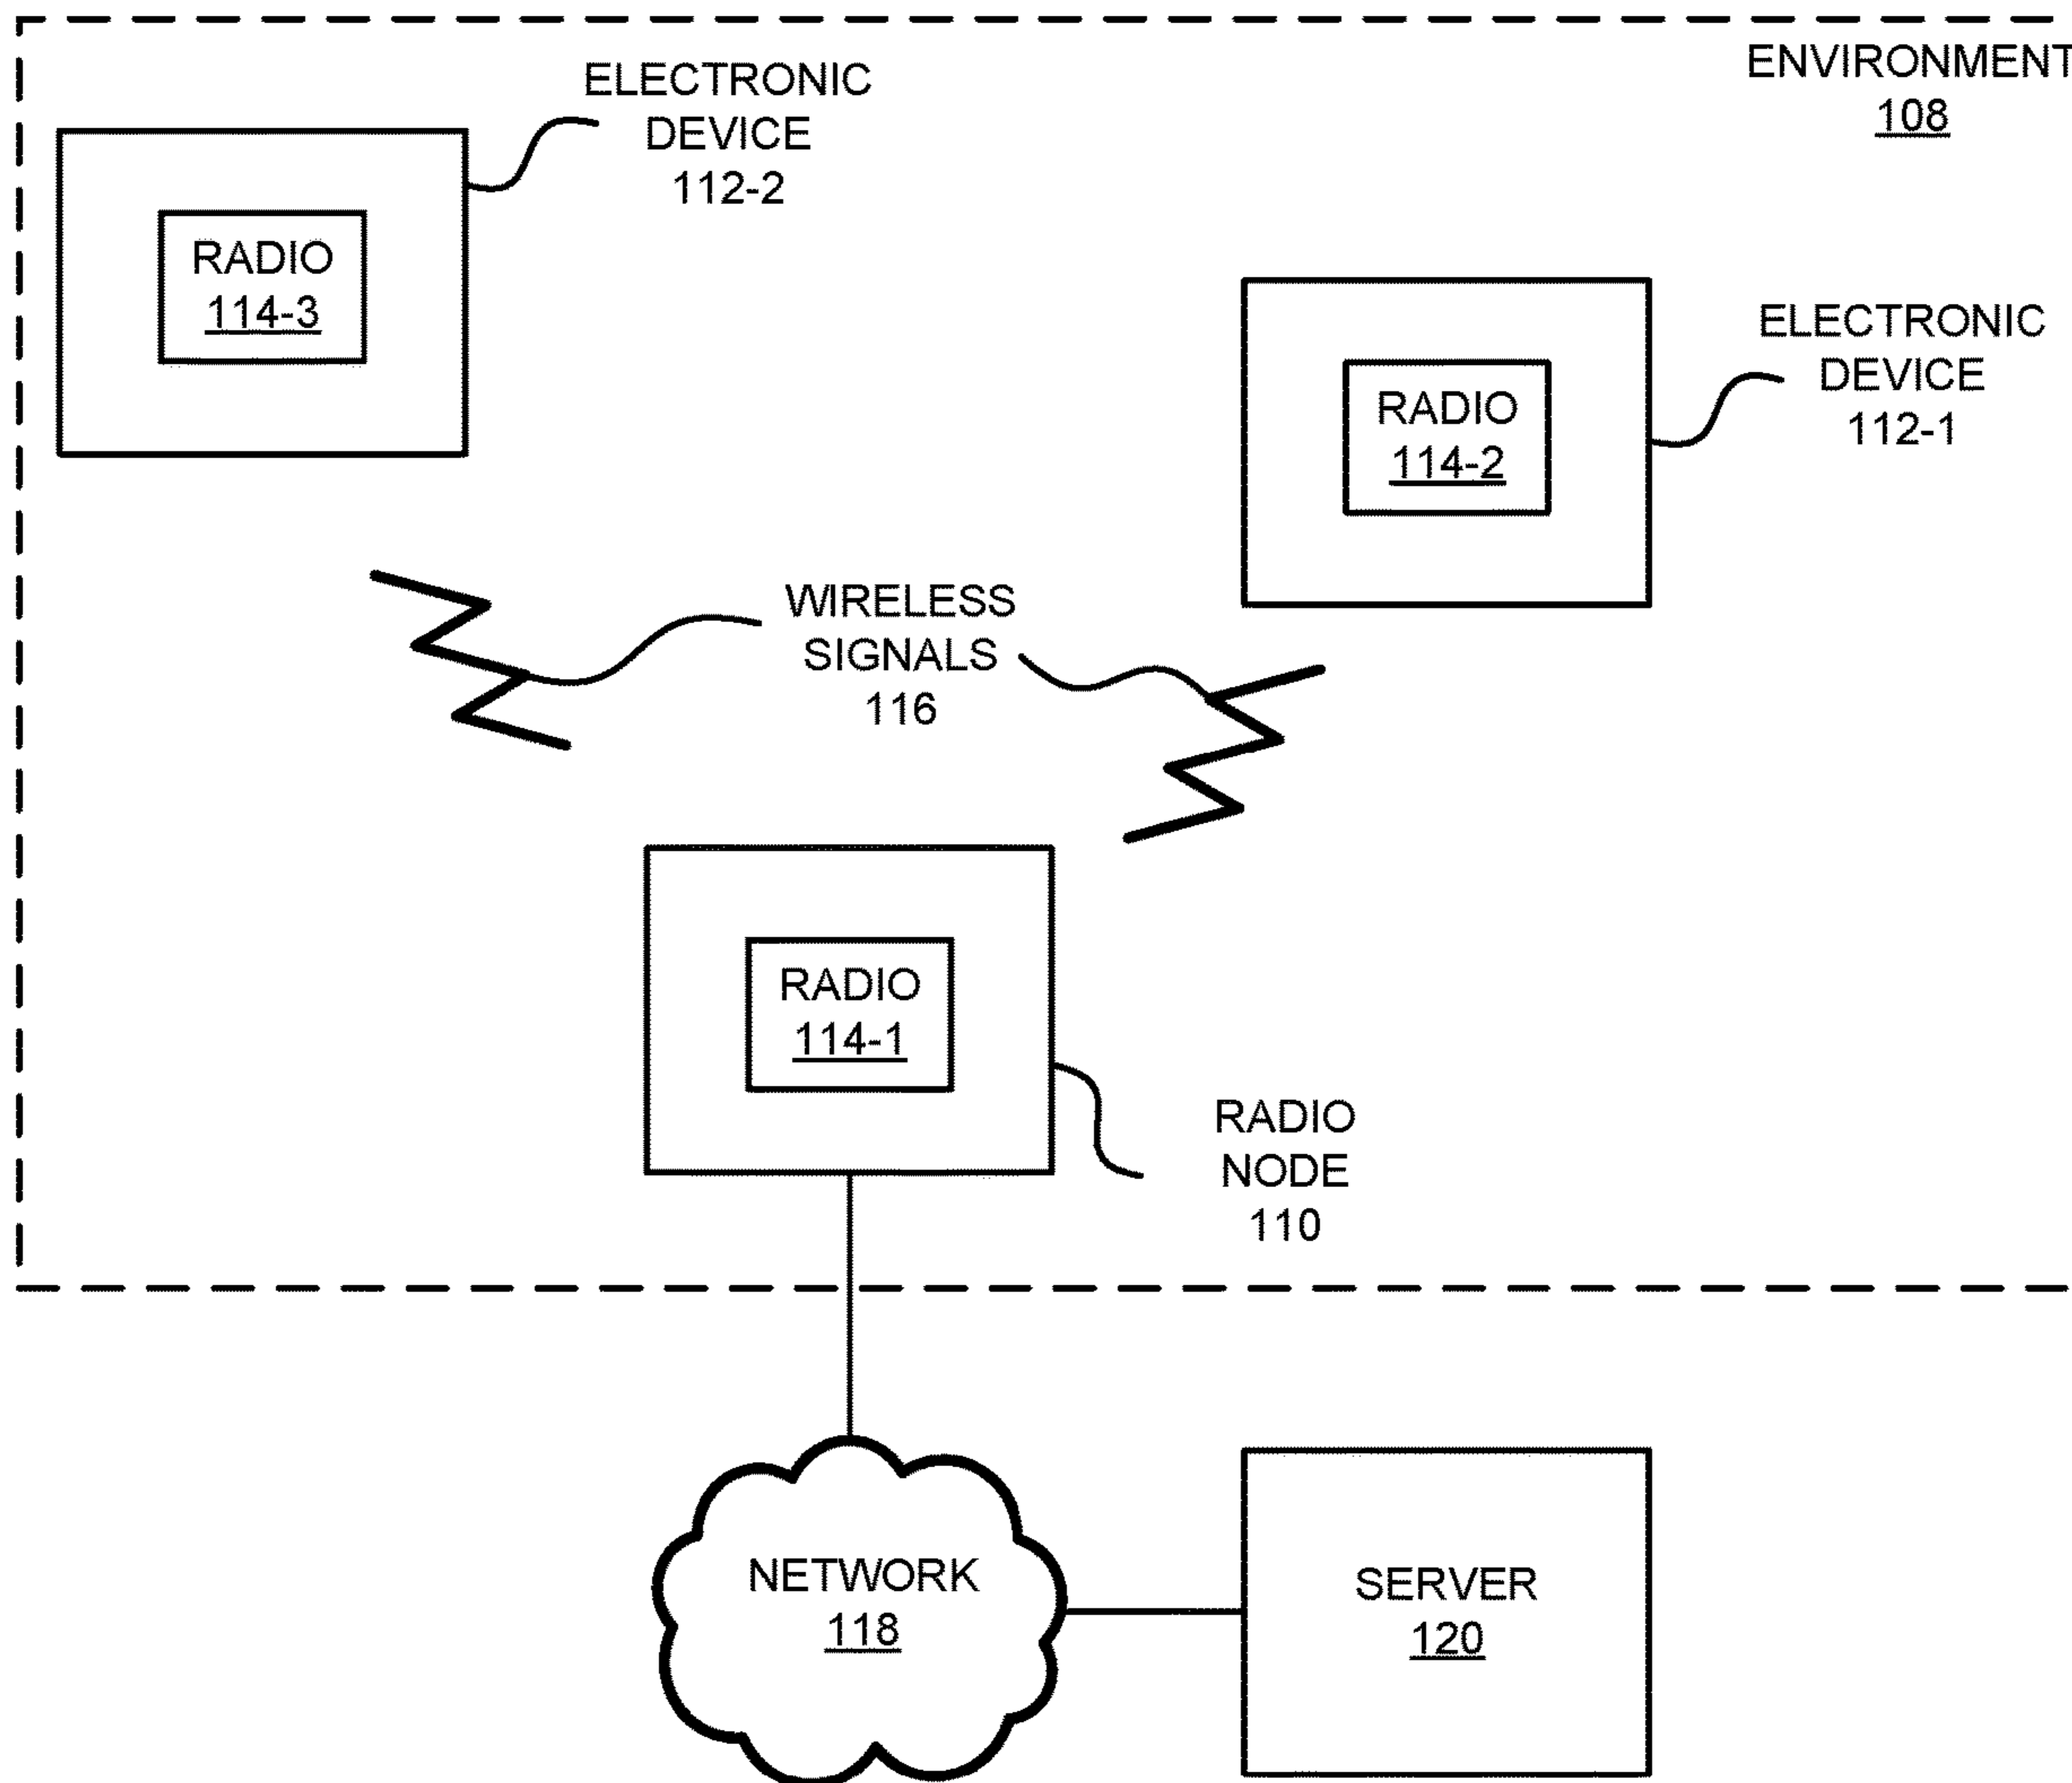 ENVIRONMENT
108
ELECTRONIC
DEVICE
112-2
RADIO
114-3
ELECTRONIC
DEVICE
112-1
RADIO
114-2
WIRELESS
SIGNALS
116
RADIO
114-1
RADIO
NODE
110
NETWORK
118
SERVER
120